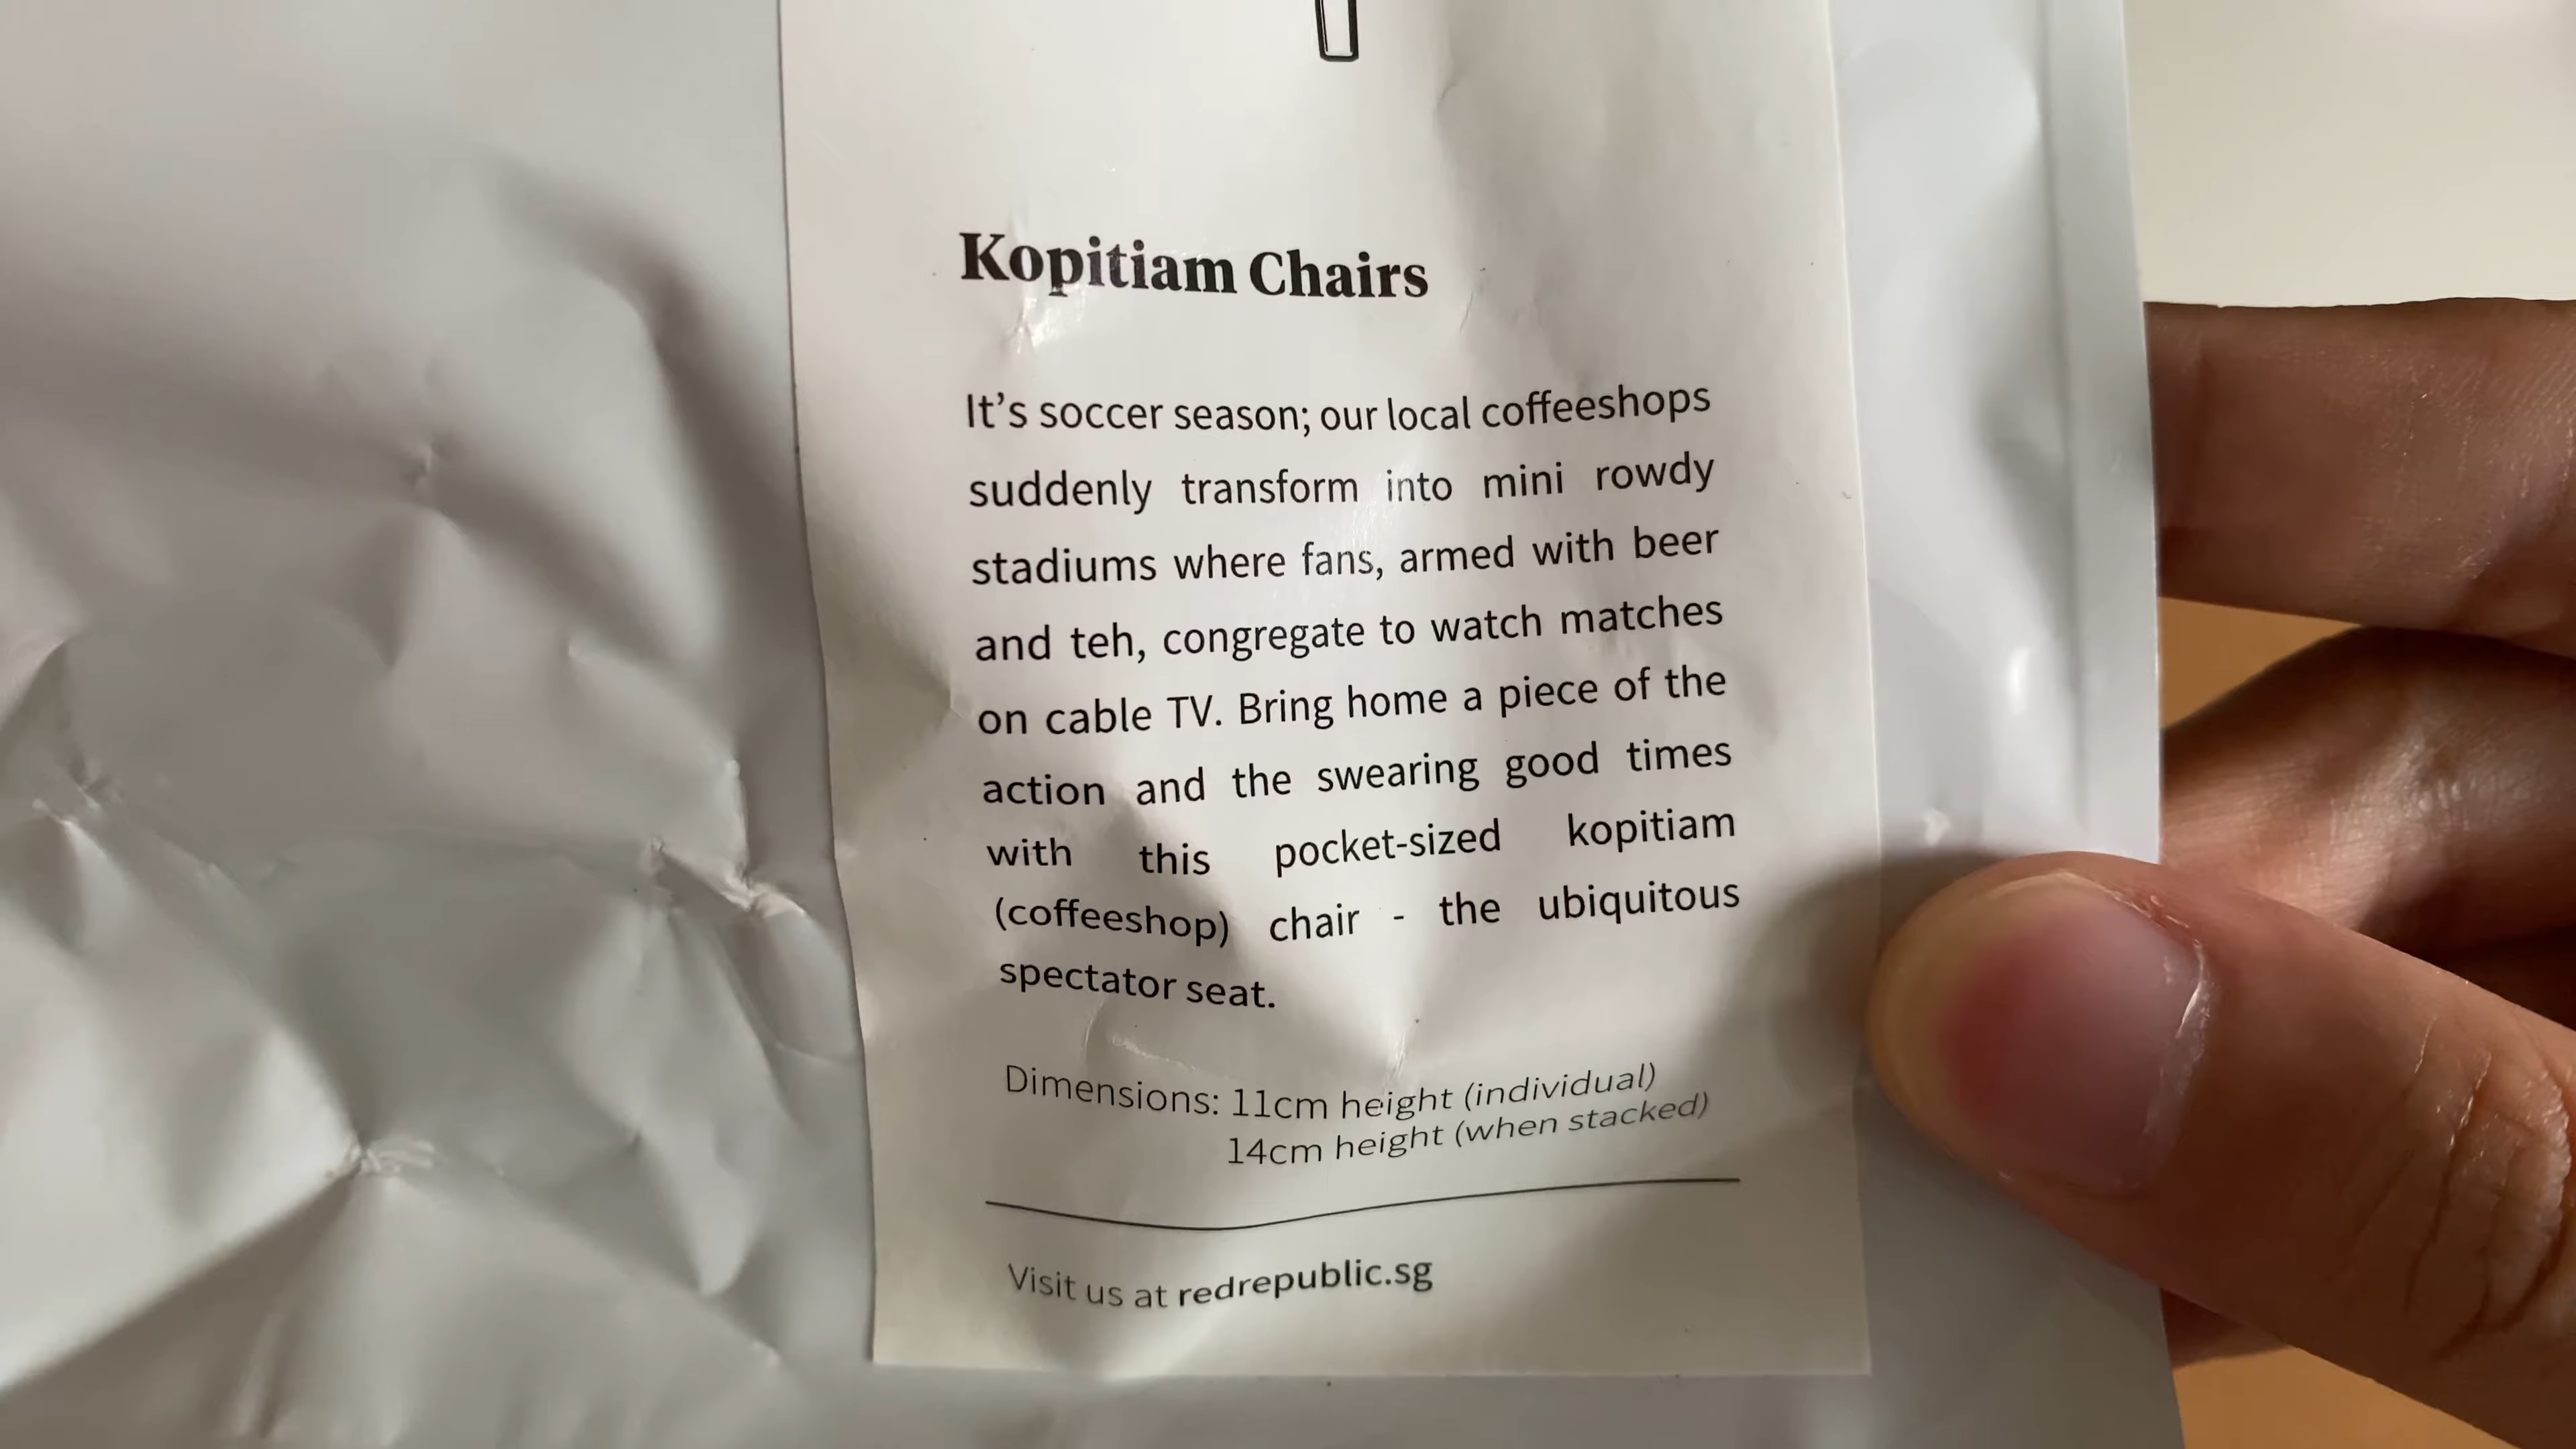 Kopitiam Chairs
It’s soccer season; our local coffeeshops
suddenly transform into mini rowdy
stadiums where fans, armed with beer
and teh, congregate to watch matches
on cable TV. Bring home a piece of the
action and the swearing good times
with this pocket-sized kopitiam
(coffeeshop) chair - the ubiquitous
spectator seat.
Dimensions: 11cm height (individual)
14cm height (when stacked)
Visit us at redrepublic.sg